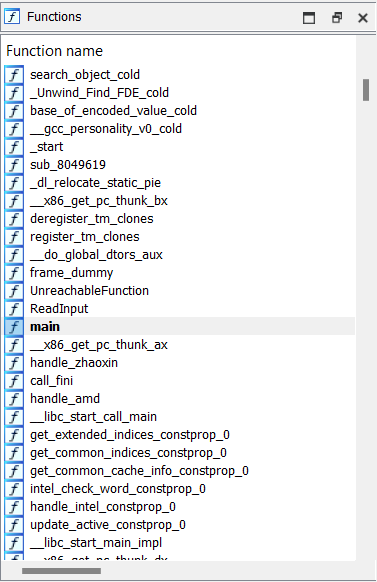 Functions
Function name
search_object_cold
_Unwind_Find_FDE_cold
base_of_encoded_value_cold
__gcc_personality_v0_cold
_start
sub_8049619
_dl_relocate_static_pie
__x86_get_pc_thunk_bx
deregister_tm_clones
register_tm_clones
__do_global_dtors_aux
frame_dummy
UnreachableFunction
ReadInput
main
__x86_get_pc_thunk_ax
handle_zhaoxin
call_fini
handle_amd
__libc_start_call_main
get_extended_indices_constprop_0
get_common_indices_constprop_0
get_common_cache_info_constprop_0
intel_check_word_constprop_0
handle_intel_constprop_0
update_active_constprop_0
__libc_start_main_impl
__x86_get_pc_thunk_dx